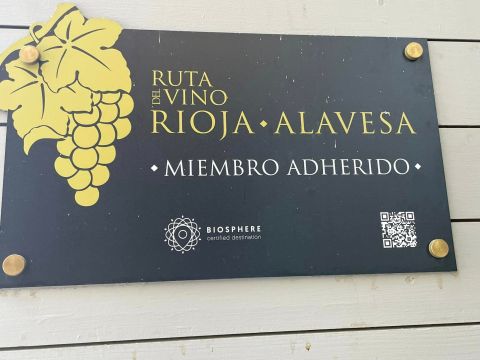 RUTA
DEL VINO
RIOJA • ALAVESA
• MIEMBRO ADHERIDO •
BIOSPHERE
certified destination